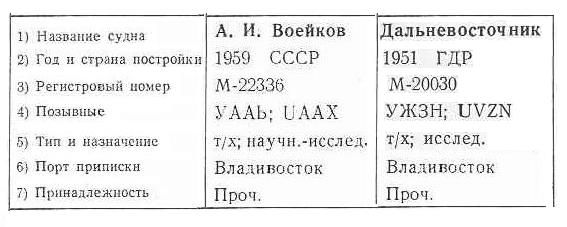 А. И. Воейков Дальневосточник
1) Название судна
2) Год и страна постройки 1959 СССР 1951 ГДР
3) Регистровый номер М-22336 М-20030
4) Позывные УААЬ; UAAX УЖЗН; UVZN
5) Тип и назначение т/х; научн.-исслед. т/х; исслед.
6) Порт приписки Владивосток Владивосток
7) Принадлежность Проч. Проч.